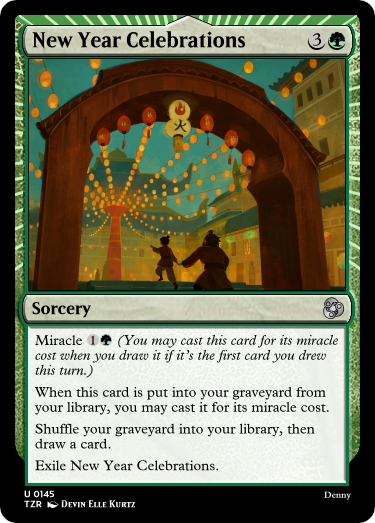 New Year Celebrations 3
火
Sorcery
Miracle 1 (You may cast this card for its miracle
cost when you draw it if it's the first card you drew
this turn.)
When this card is put into your graveyard from
your library, you may cast it for its miracle cost.
Shuffle your graveyard into your library, then
draw a card.
Exile New Year Celebrations.
U 0145
Denny
TZR DEVIN ELLE KURTZ